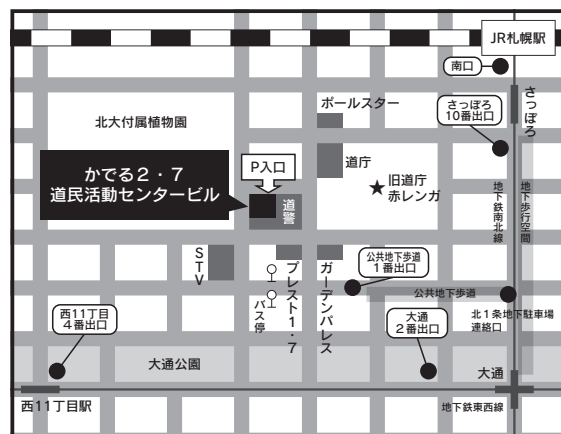 JR札幌駅
南口
さっぽろ
さっぽろ
10番出口
ポールスター
北大付属植物園
道庁
P入口
かでる2・7
道民活動センタービル
旧道庁
赤レンガ
道警
地下鉄南北線
地下歩行空間
STV
プレスト1・7
ガーデンパレス
バス停
公共地下歩道
1番出口
公共地下歩道
北1条地下駐車場
連絡口
西11丁目
4番出口
大通
2番出口
大通公園
大通
西11丁目駅
地下鉄東西線